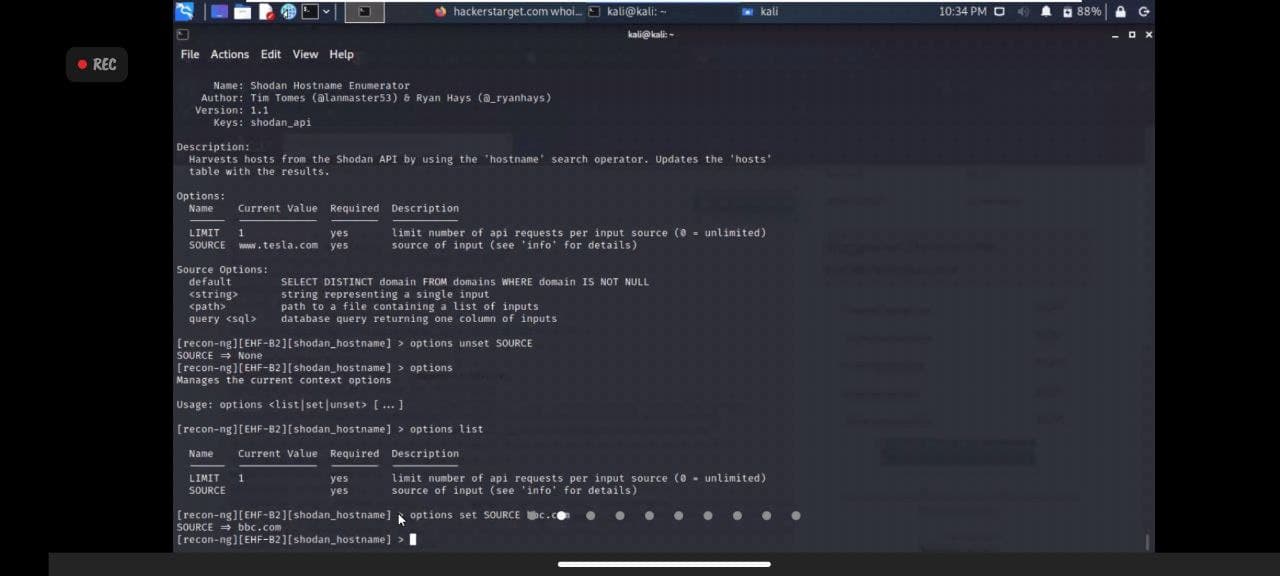 hackerstarget.com whoi... kali@kali: ~ kali 10:34 PM 88%
REC
kali@kali: ~
File Actions Edit View Help
Name: Shodan Hostname Enumerator
Author: Tim Tomes (@lanmaster53) & Ryan Hays (@_ryanhays)
Version: 1.1
Keys: shodan_api
Description:
Harvests hosts from the Shodan API by using the 'hostname' search operator. Updates the 'hosts'
table with the results.
Options:
Name Current Value Required Description
LIMIT 1 yes limit number of api requests per input source (0 = unlimited)
SOURCE www.tesla.com yes source of input (see 'info' for details)
Source Options:
default SELECT DISTINCT domain FROM domains WHERE domain IS NOT NULL
<string> string representing a single input
<path> path to a file containing a list of inputs
query <sql> database query returning one column of inputs
[recon-ng][EHF-B2][shodan_hostname] > options unset SOURCE
SOURCE ⇒ None
[recon-ng][EHF-B2][shodan_hostname] > options
Manages the current context options
Usage: options <list|set|unset> [...]
[recon-ng][EHF-B2][shodan_hostname] > options list
Name Current Value Required Description
LIMIT 1 yes limit number of api requests per input source (0 = unlimited)
SOURCE yes source of input (see 'info' for details)
[recon-ng][EHF-B2][shodan_hostname] > options set SOURCE bbc.com
SOURCE ⇒ bbc.com
[recon-ng][EHF-B2][shodan_hostname] >